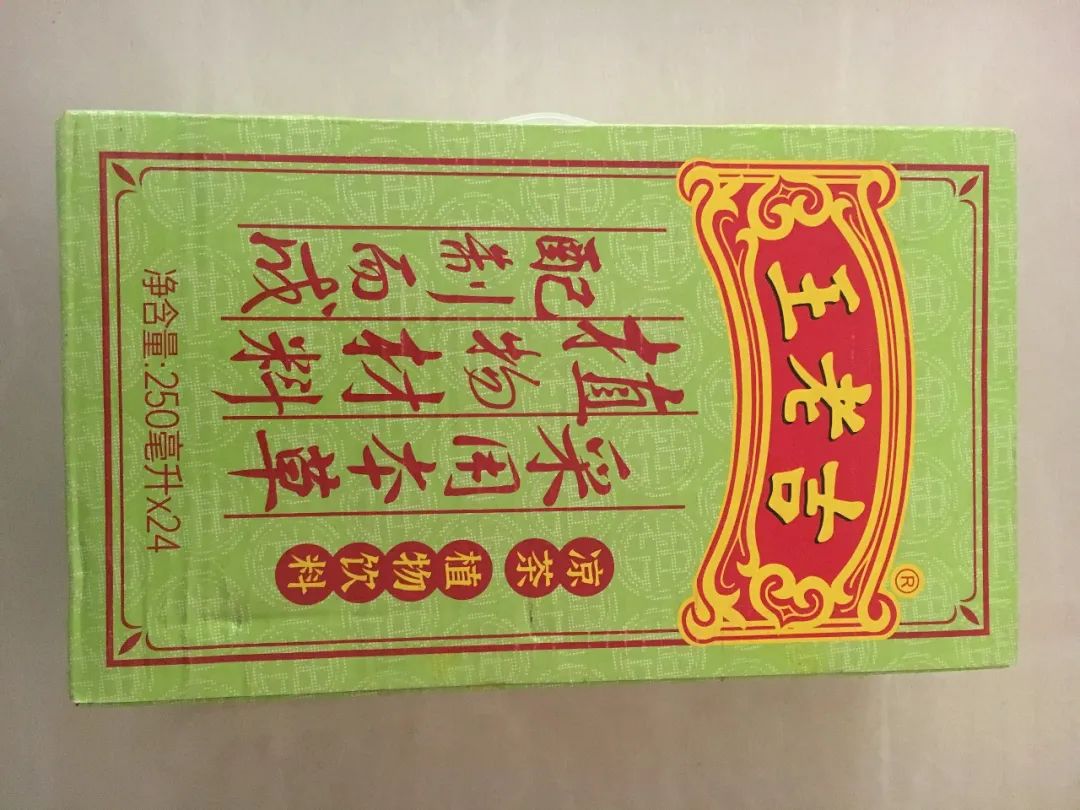 王老吉®
凉茶 植物饮料
采用本草
植物材料
配制而成
净含量:250毫升x24